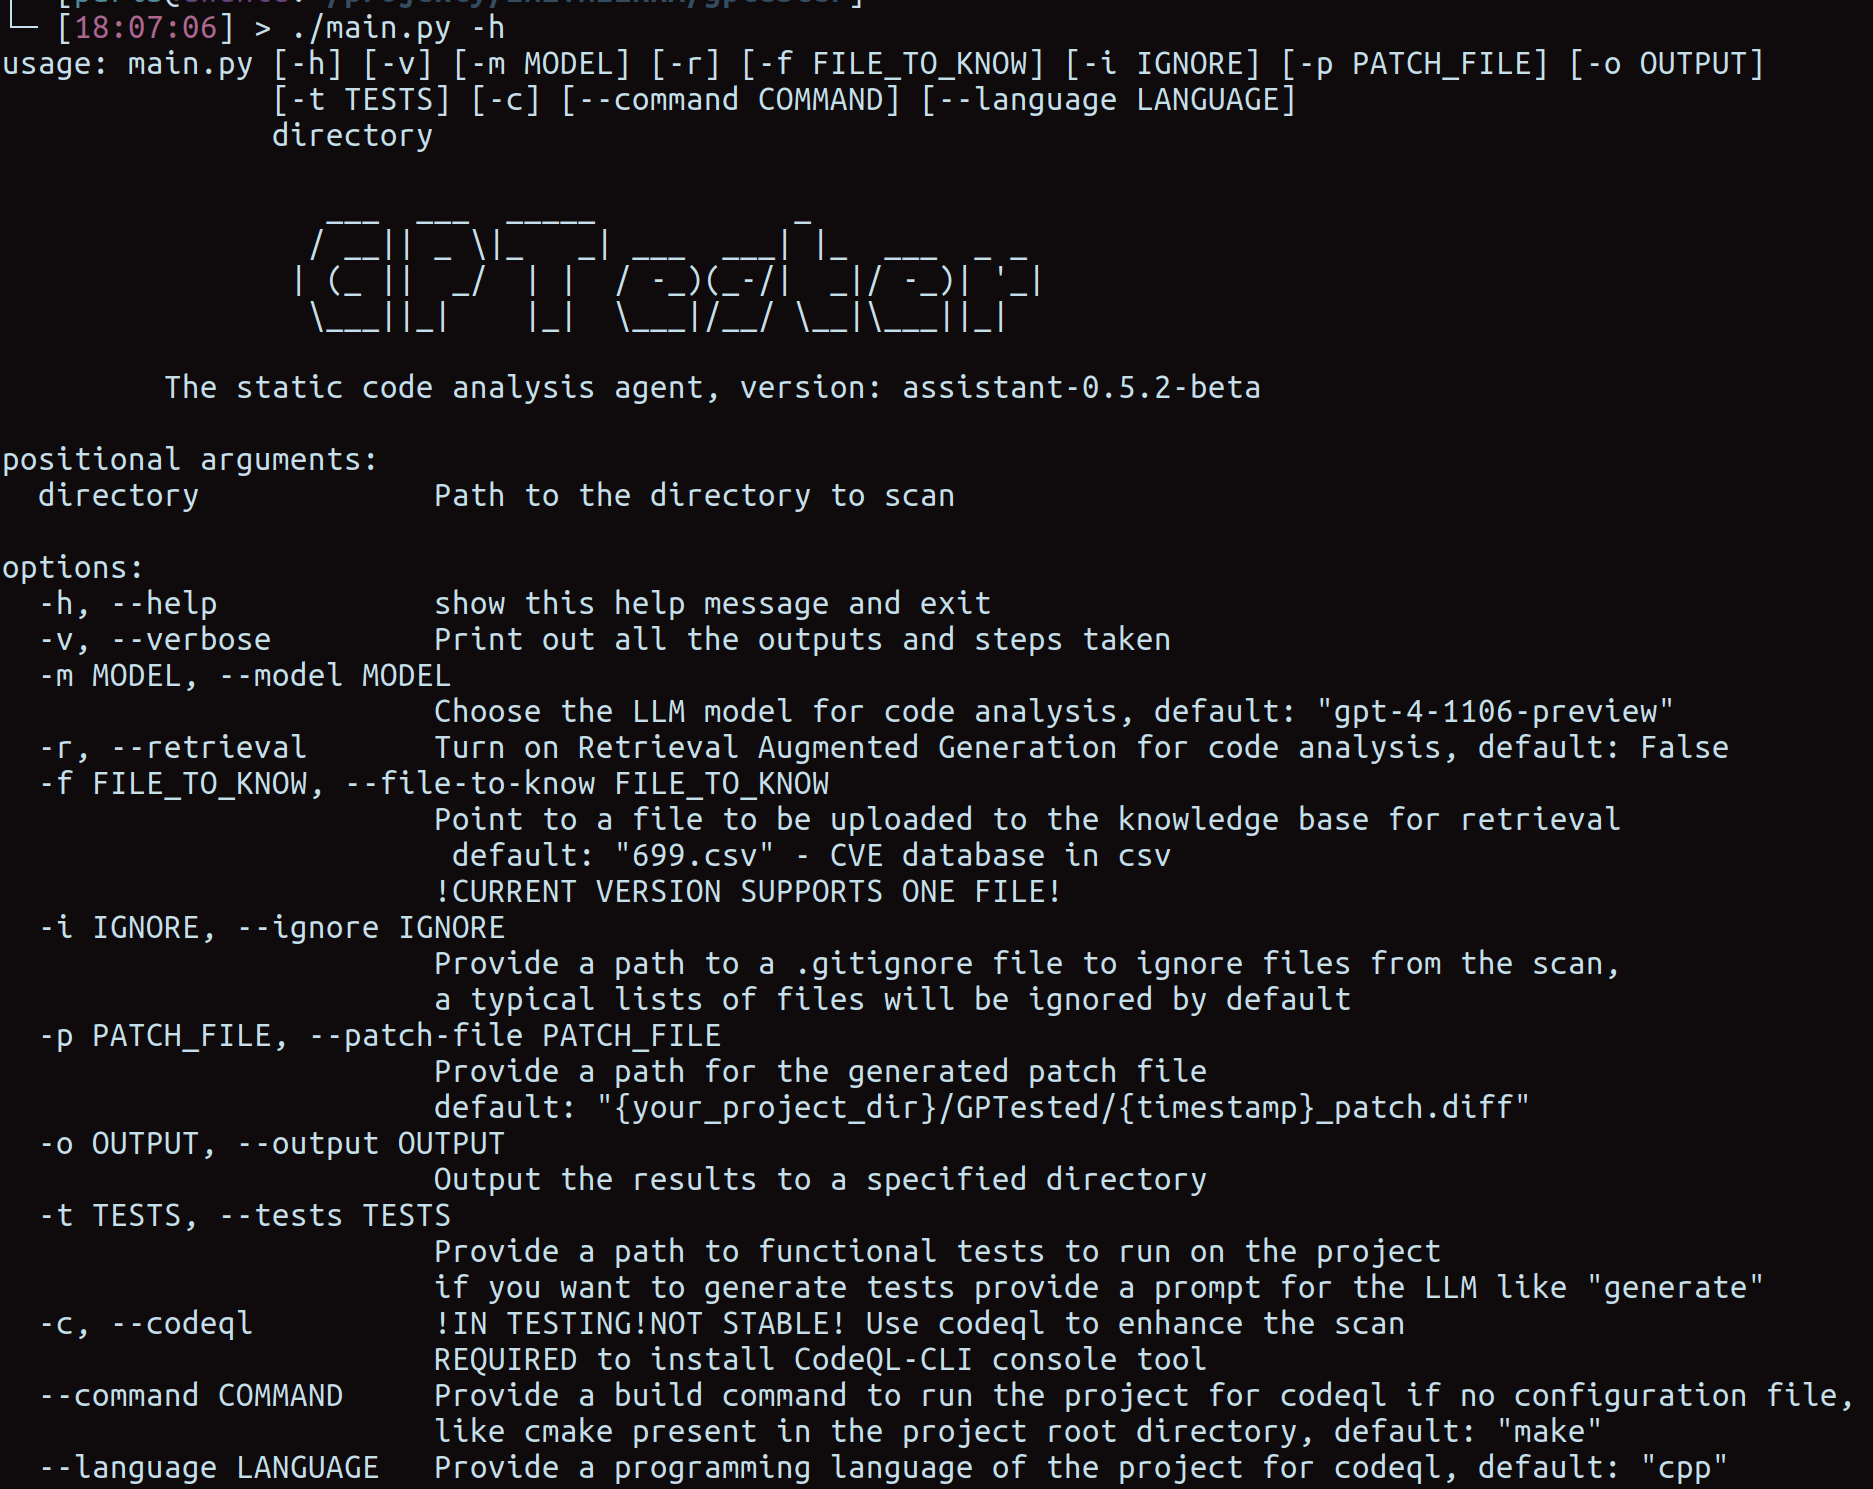 [18:07:06] > ./main.py -h
usage: main.py [-h] [-v] [-m MODEL] [-r] [-f FILE_TO_KNOW] [-i IGNORE] [-p PATCH_FILE] [-o OUTPUT]
[-t TESTS] [-c] [--command COMMAND] [--language LANGUAGE]
directory
GPTester
The static code analysis agent, version: assistant-0.5.2-beta
positional arguments:
directory Path to the directory to scan
options:
-h, --help show this help message and exit
-v, --verbose Print out all the outputs and steps taken
-m MODEL, --model MODEL
Choose the LLM model for code analysis, default: "gpt-4-1106-preview"
-r, --retrieval Turn on Retrieval Augmented Generation for code analysis, default: False
-f FILE_TO_KNOW, --file-to-know FILE_TO_KNOW
Point to a file to be uploaded to the knowledge base for retrieval
default: "699.csv" - CVE database in csv
!CURRENT VERSION SUPPORTS ONE FILE!
-i IGNORE, --ignore IGNORE
Provide a path to a .gitignore file to ignore files from the scan,
a typical lists of files will be ignored by default
-p PATCH_FILE, --patch-file PATCH_FILE
Provide a path for the generated patch file
default: "{your_project_dir}/GPTested/{timestamp}_patch.diff"
-o OUTPUT, --output OUTPUT
Output the results to a specified directory
-t TESTS, --tests TESTS
Provide a path to functional tests to run on the project
if you want to generate tests provide a prompt for the LLM like "generate"
-c, --codeql !IN TESTING!NOT STABLE! Use codeql to enhance the scan
REQUIRED to install CodeQL-CLI console tool
--command COMMAND Provide a build command to run the project for codeql if no configuration file,
like cmake present in the project root directory, default: "make"
--language LANGUAGE Provide a programming language of the project for codeql, default: "cpp"